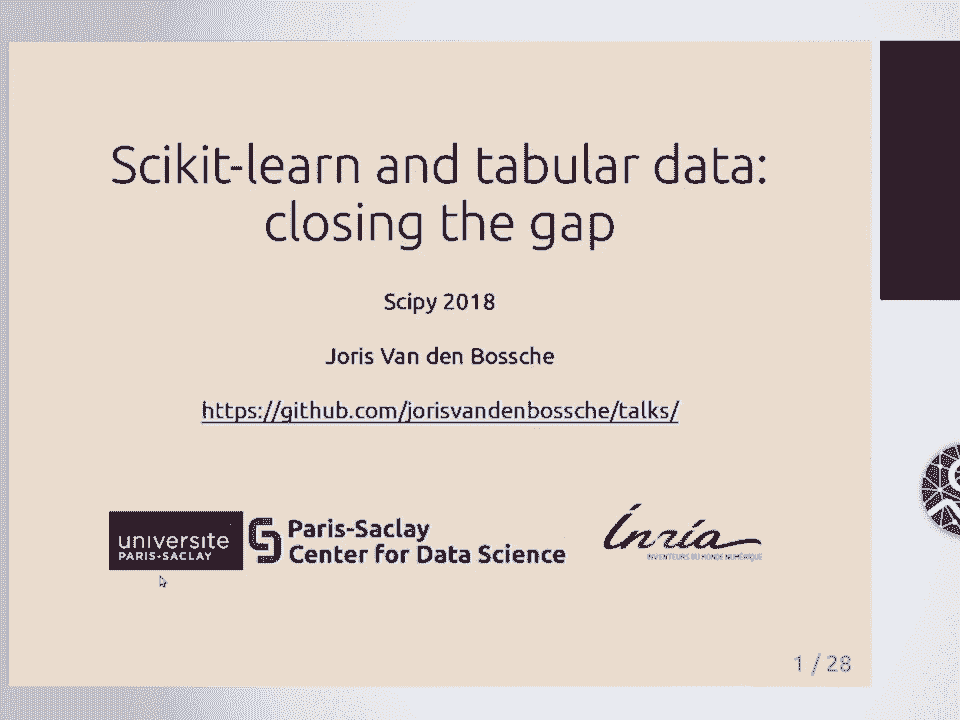 Scikit-learn and tabular data:
closing the gap
Scipy 2018
Joris Van den Bossche
https://github.com/jorisvandenbossche/talks/
université
PARIS-SACLAY
Paris-Saclay
Center for Data Science
Inria
INVENTEURS DU MONDE NUMÉRIQUE
1 / 28